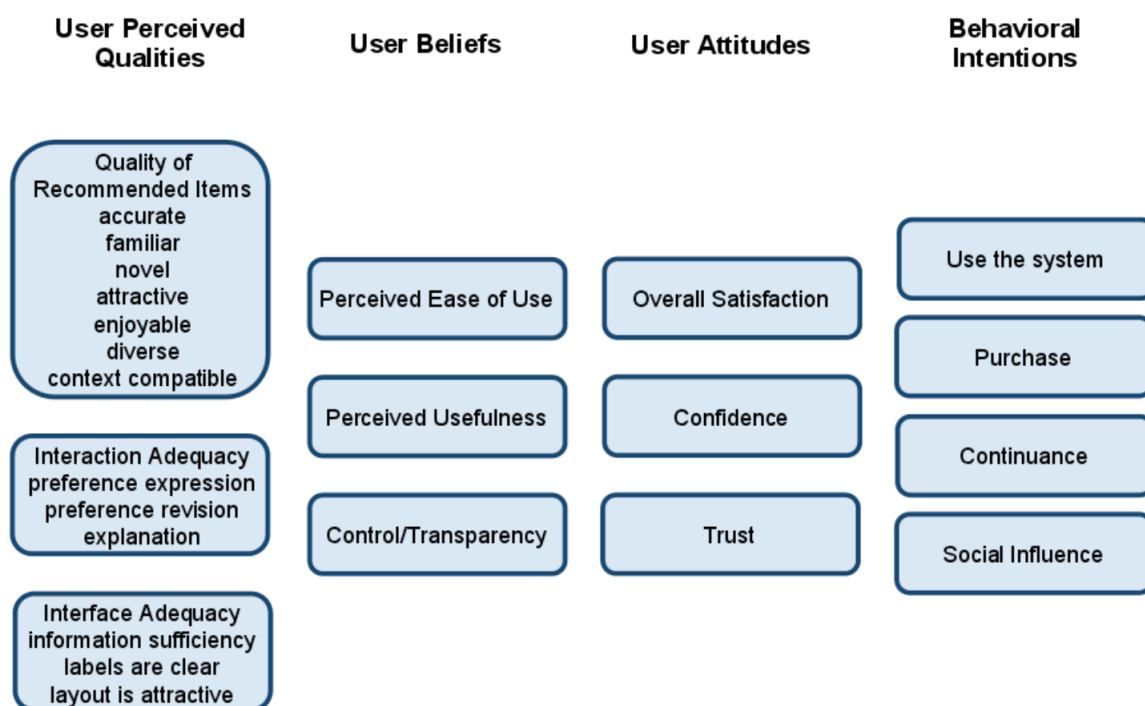 User Perceived
Qualities
User Beliefs
User Attitudes
Behavioral
Intentions
Quality of
Recommended Items
accurate
familiar
novel
attractive
enjoyable
diverse
context compatible
Interaction Adequacy
preference expression
preference revision
explanation
Interface Adequacy
information sufficiency
labels are clear
layout is attractive
Perceived Ease of Use
Perceived Usefulness
Control/Transparency
Overall Satisfaction
Confidence
Trust
Use the system
Purchase
Continuance
Social Influence